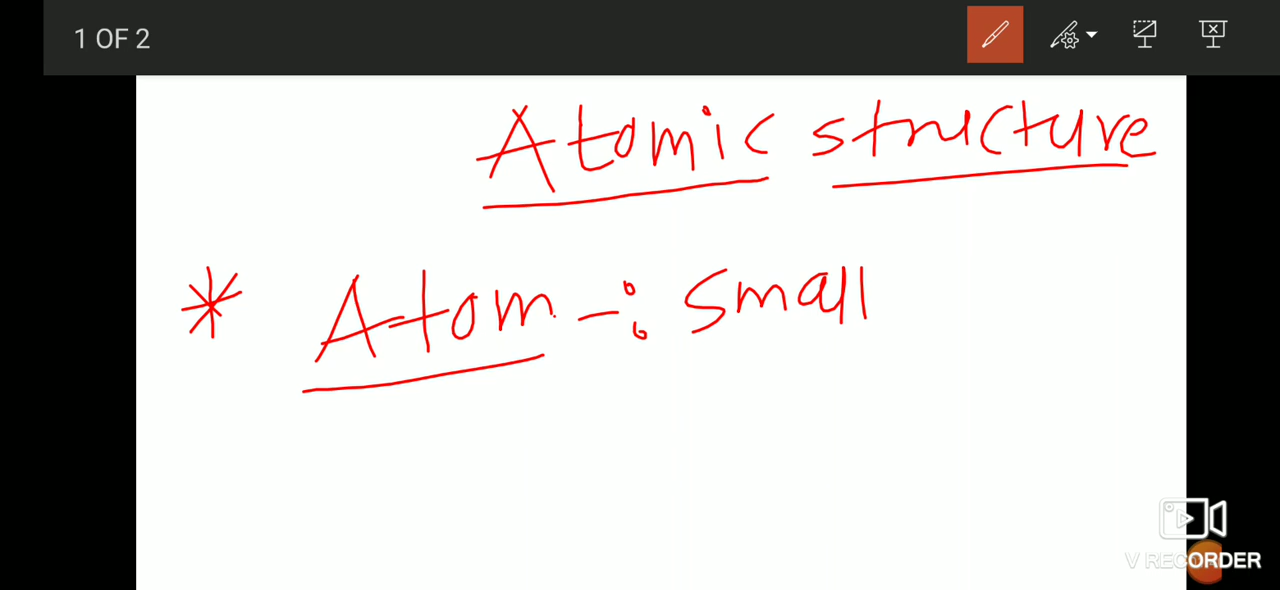 1 OF 2
Atomic structure
* Atom -: small
V RECORDER